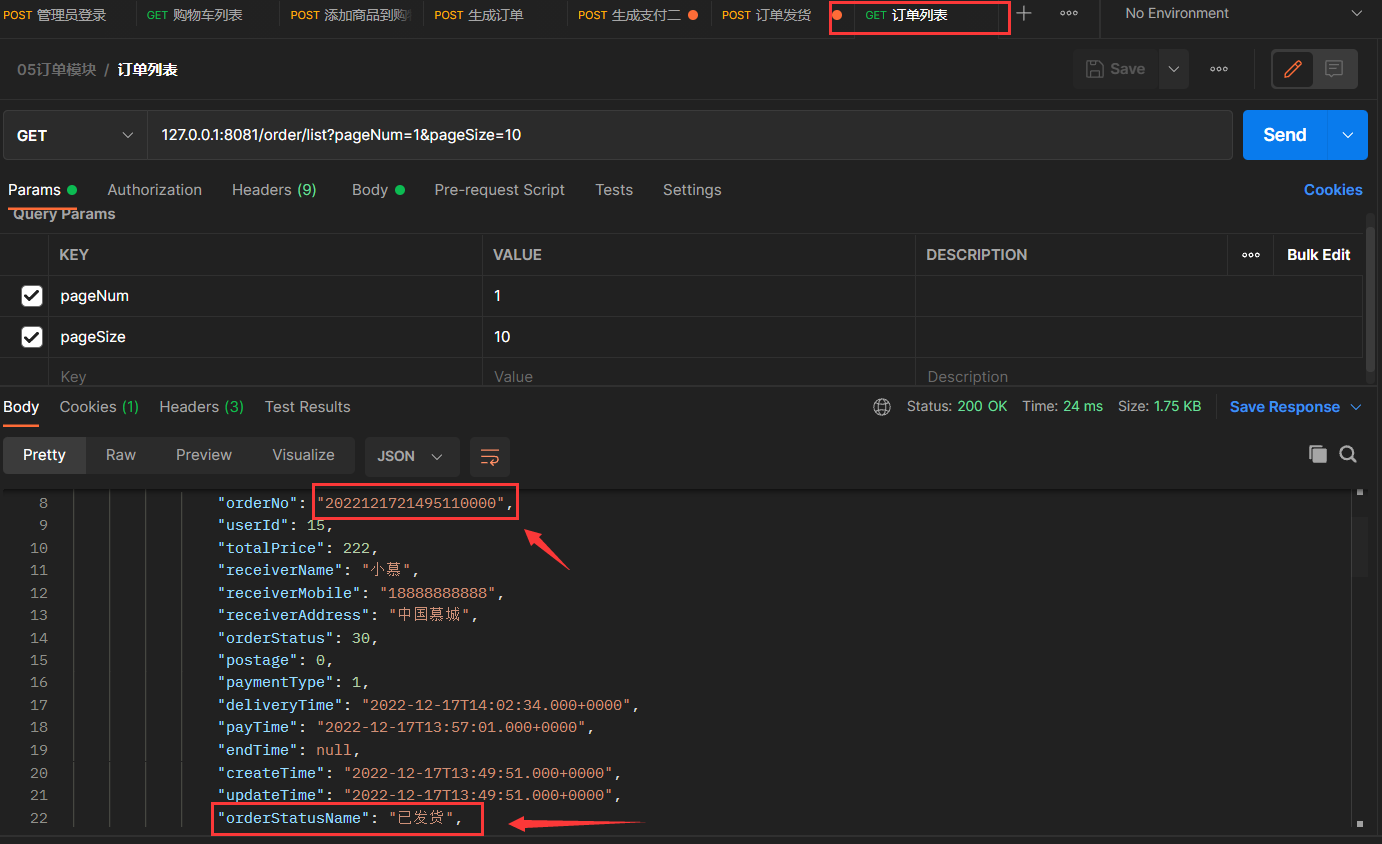 POST 管理员登录 GET 购物车列表 POST 添加商品到购 POST 生成订单 POST 生成支付二 POST 订单发货 GET 订单列表 No Environment
05订单模块 / 订单列表 Save
GET 127.0.0.1:8081/order/list?pageNum=1&pageSize=10 Send
Params Authorization Headers (9) Body Pre-request Script Tests Settings Cookies
Query Params
KEY VALUE DESCRIPTION Bulk Edit
pageNum 1
pageSize 10
Key Value Description
Body Cookies (1) Headers (3) Test Results Status: 200 OK Time: 24 ms Size: 1.75 KB Save Response
Pretty Raw Preview Visualize JSON
8 "orderNo": "2022121721495110000",
9 "userId": 15,
10 "totalPrice": 222,
11 "receiverName": "小慕",
12 "receiverMobile": "18888888888",
13 "receiverAddress": "中国慕城",
14 "orderStatus": 30,
15 "postage": 0,
16 "paymentType": 1,
17 "deliveryTime": "2022-12-17T14:02:34.000+0000",
18 "payTime": "2022-12-17T13:57:01.000+0000",
19 "endTime": null,
20 "createTime": "2022-12-17T13:49:51.000+0000",
21 "updateTime": "2022-12-17T13:49:51.000+0000",
22 "orderStatusName": "已发货",